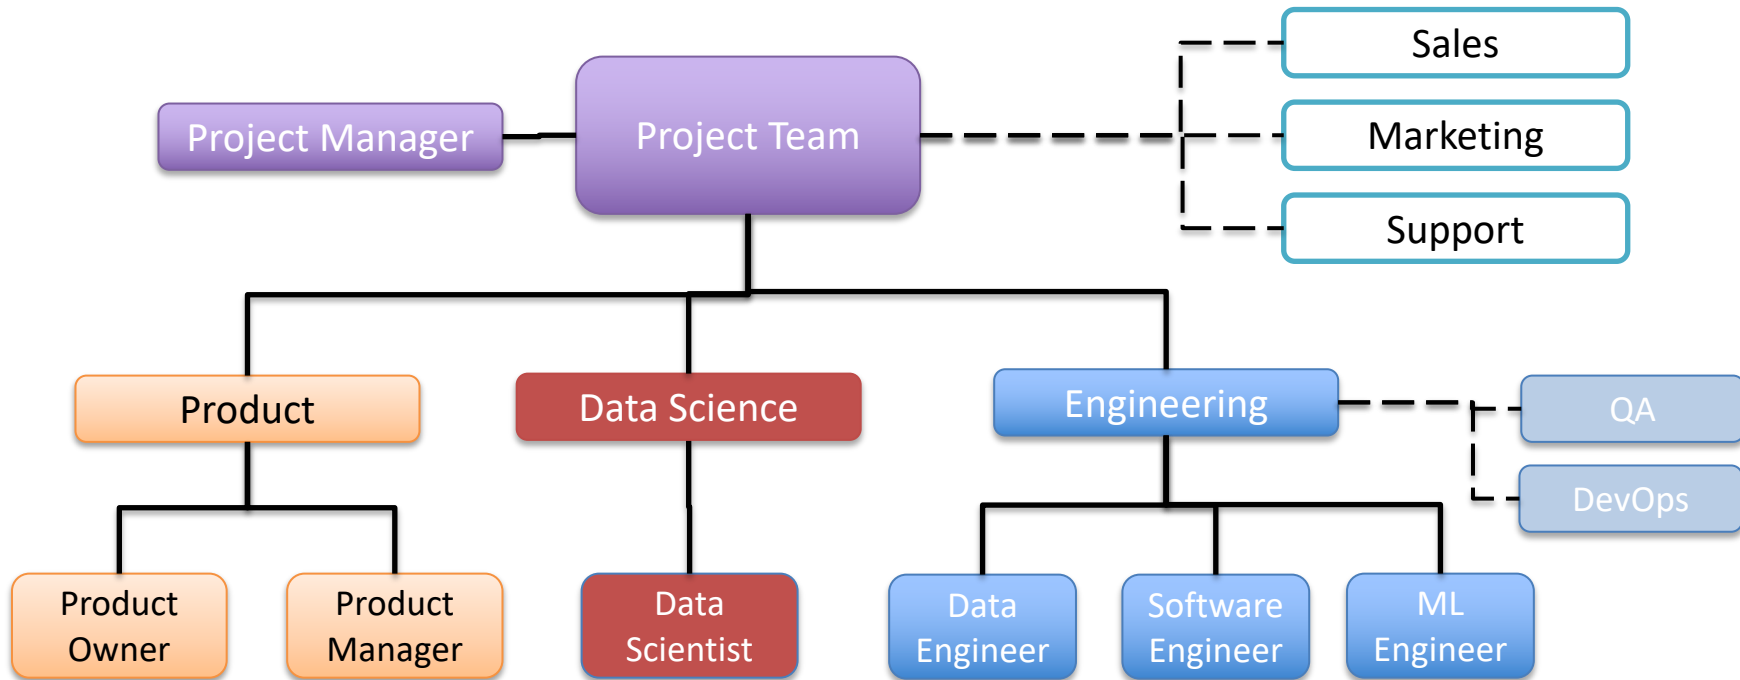 Sales
Project Manager
Project Team
Marketing
Support
Product
Data Science
Engineering
QA
DevOps
Product
Owner
Product
Manager
Data
Scientist
Data
Engineer
Software
Engineer
ML
Engineer